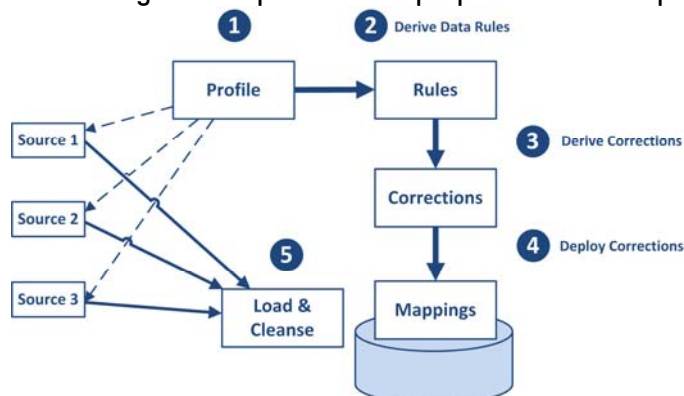 1
2 Derive Data Rules
Profile
Rules
Source 1
3 Derive Corrections
Corrections
Source 2
5
4 Deploy Corrections
Source 3
Load &
Cleanse
Mappings